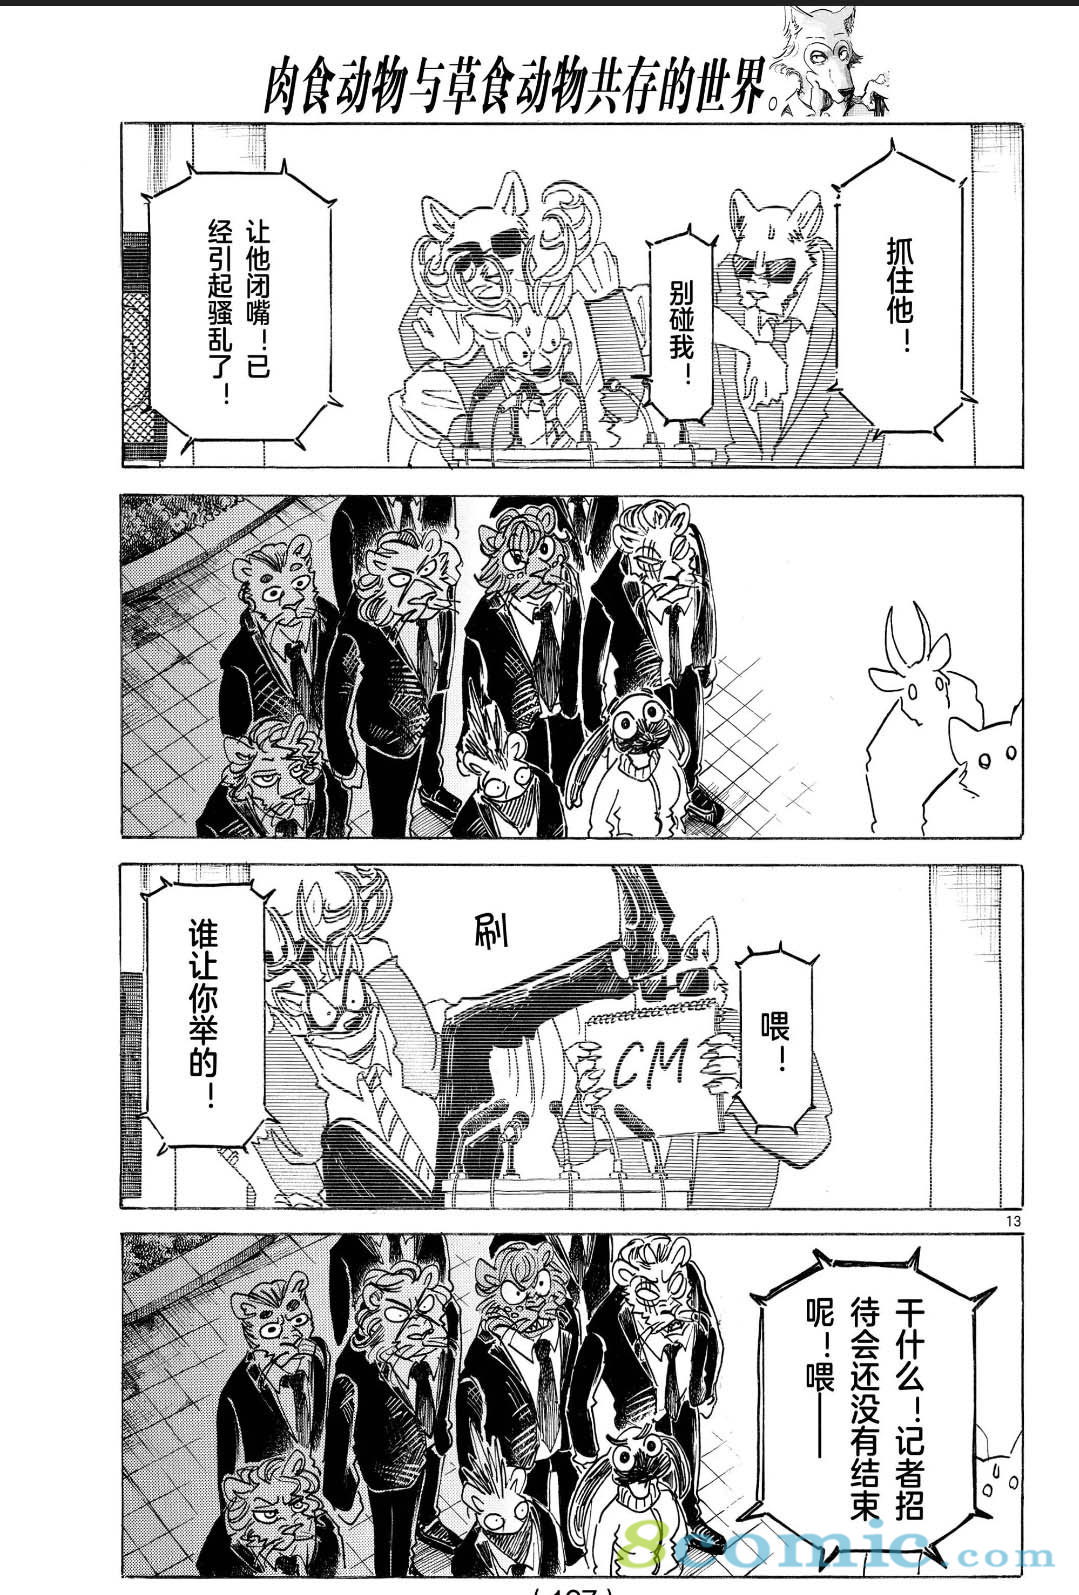 肉食动物与草食动物共存的世界。
抓住他！
别碰我！
让他闭嘴！已
经引起骚乱了！
喂！
CM
刷
谁让你举的！
13
干什么！记者招
待会还没有结束
呢！喂——
8comic.com